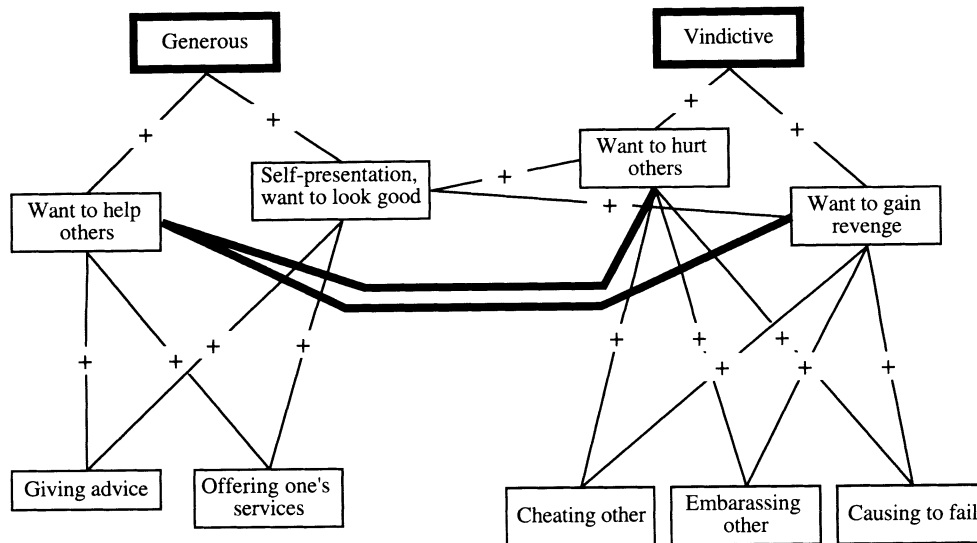 Generous
Vindictive
+
+
+
+
Want to hurt
others
Self-presentation,
want to look good
+
+
Want to help
others
Want to gain
revenge
+
+
+
+
+
+
+
+
+
+
Giving advice
Offering one's
services
Cheating other
Embarassing
other
Causing to fail